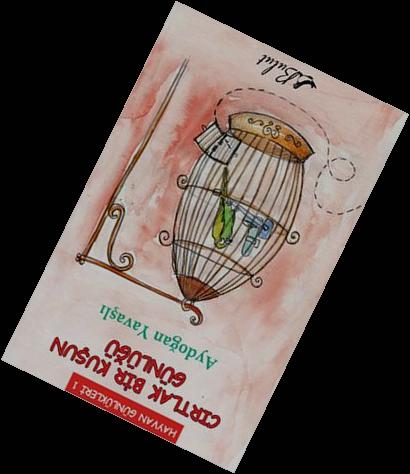 HAYVAN GÜNLÜKLERİ 1
CIRTLAK BİR KUŞUN
GÜNLÜĞÜ
Aydoğan Yavaşlı
Bulut